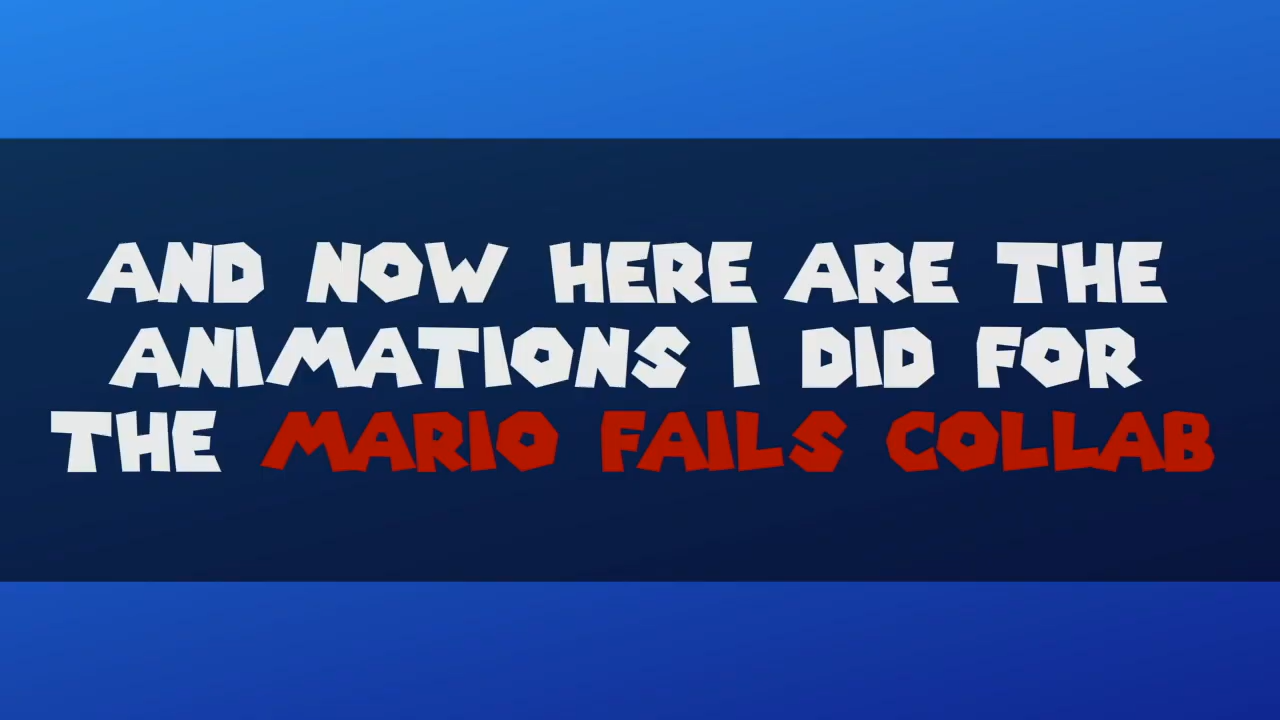 AND NOW HERE ARE THE
ANIMATIONS I DID FOR
THE MARIO FAILS COLLAB